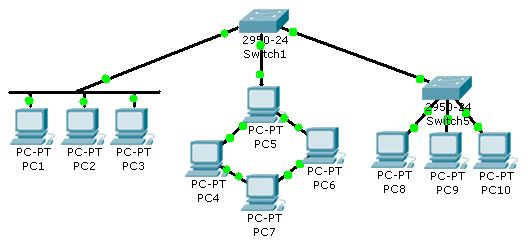 2950-24
Switch1
2950-24
Switch5
PC-PT
PC1
PC-PT
PC2
PC-PT
PC3
PC-PT
PC5
PC-PT
PC4
PC-PT
PC6
PC-PT
PC7
PC-PT
PC8
PC-PT
PC9
PC-PT
PC10